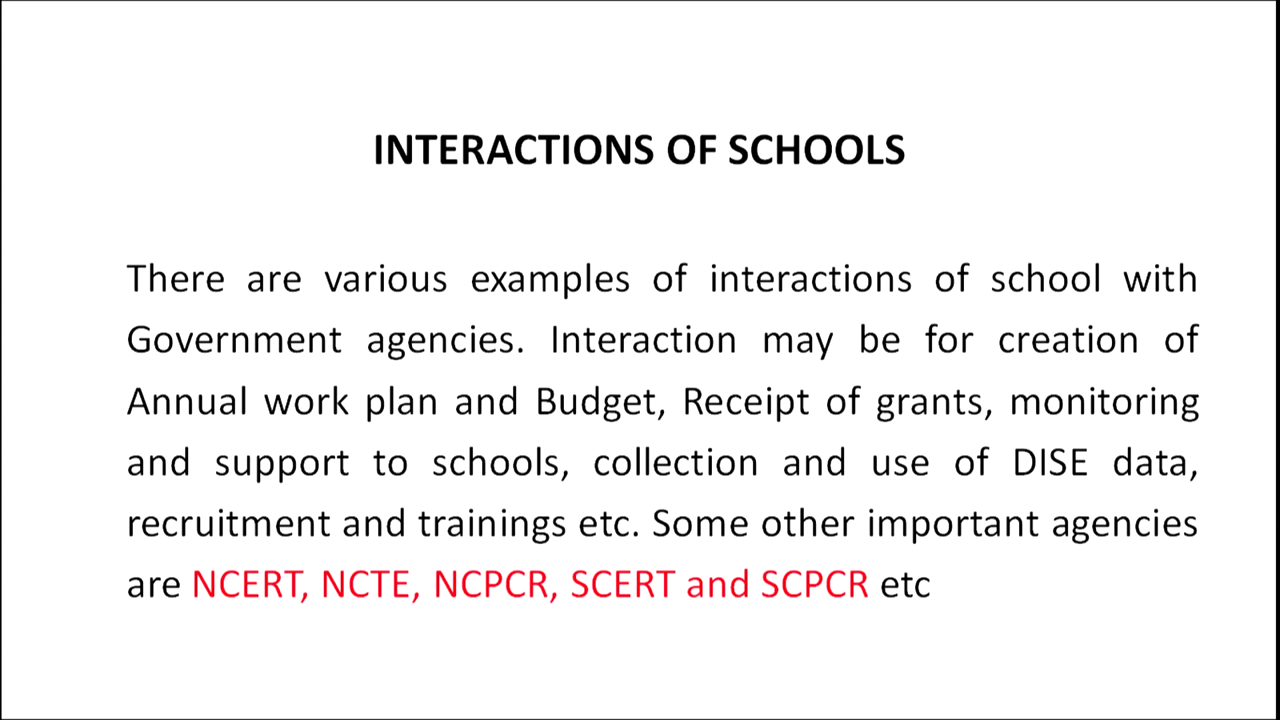 INTERACTIONS OF SCHOOLS
There are various examples of interactions of school with
Government agencies. Interaction may be for creation of
Annual work plan and Budget, Receipt of grants, monitoring
and support to schools, collection and use of DISE data,
recruitment and trainings etc. Some other important agencies
are NCERT, NCTE, NCPCR, SCERT and SCPCR etc